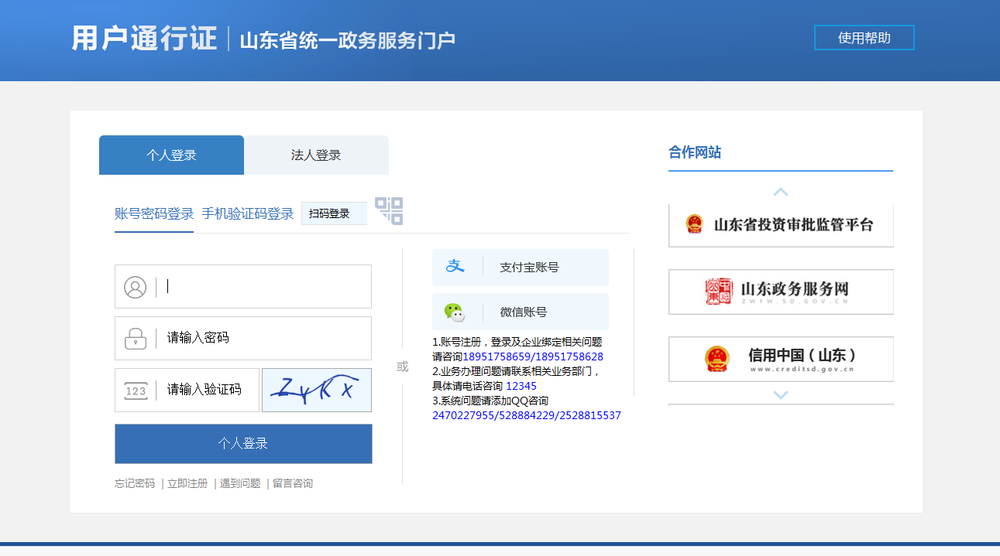 用户通行证
山东省统一政务服务门户
使用帮助
个人登录
法人登录
账号密码登录
手机验证码登录
扫码登录
请输入密码
123
请输入验证码
ZyKX
个人登录
忘记密码 | 立即注册 | 遇到问题 | 留言咨询
或
支付宝账号
微信账号
1.账号注册，登录及企业绑定相关问题
请咨询18951758659/18951758628
2.业务办理问题请联系相关业务部门，
具体请电话咨询 12345
3.系统问题请添加QQ咨询
2470227955/528884229/2528815537
合作网站
山东省投资审批监管平台
山东政务服务网
ZWFW.SD.GOV.CN
信用中国（山东）
www.creditsd.gov.cn